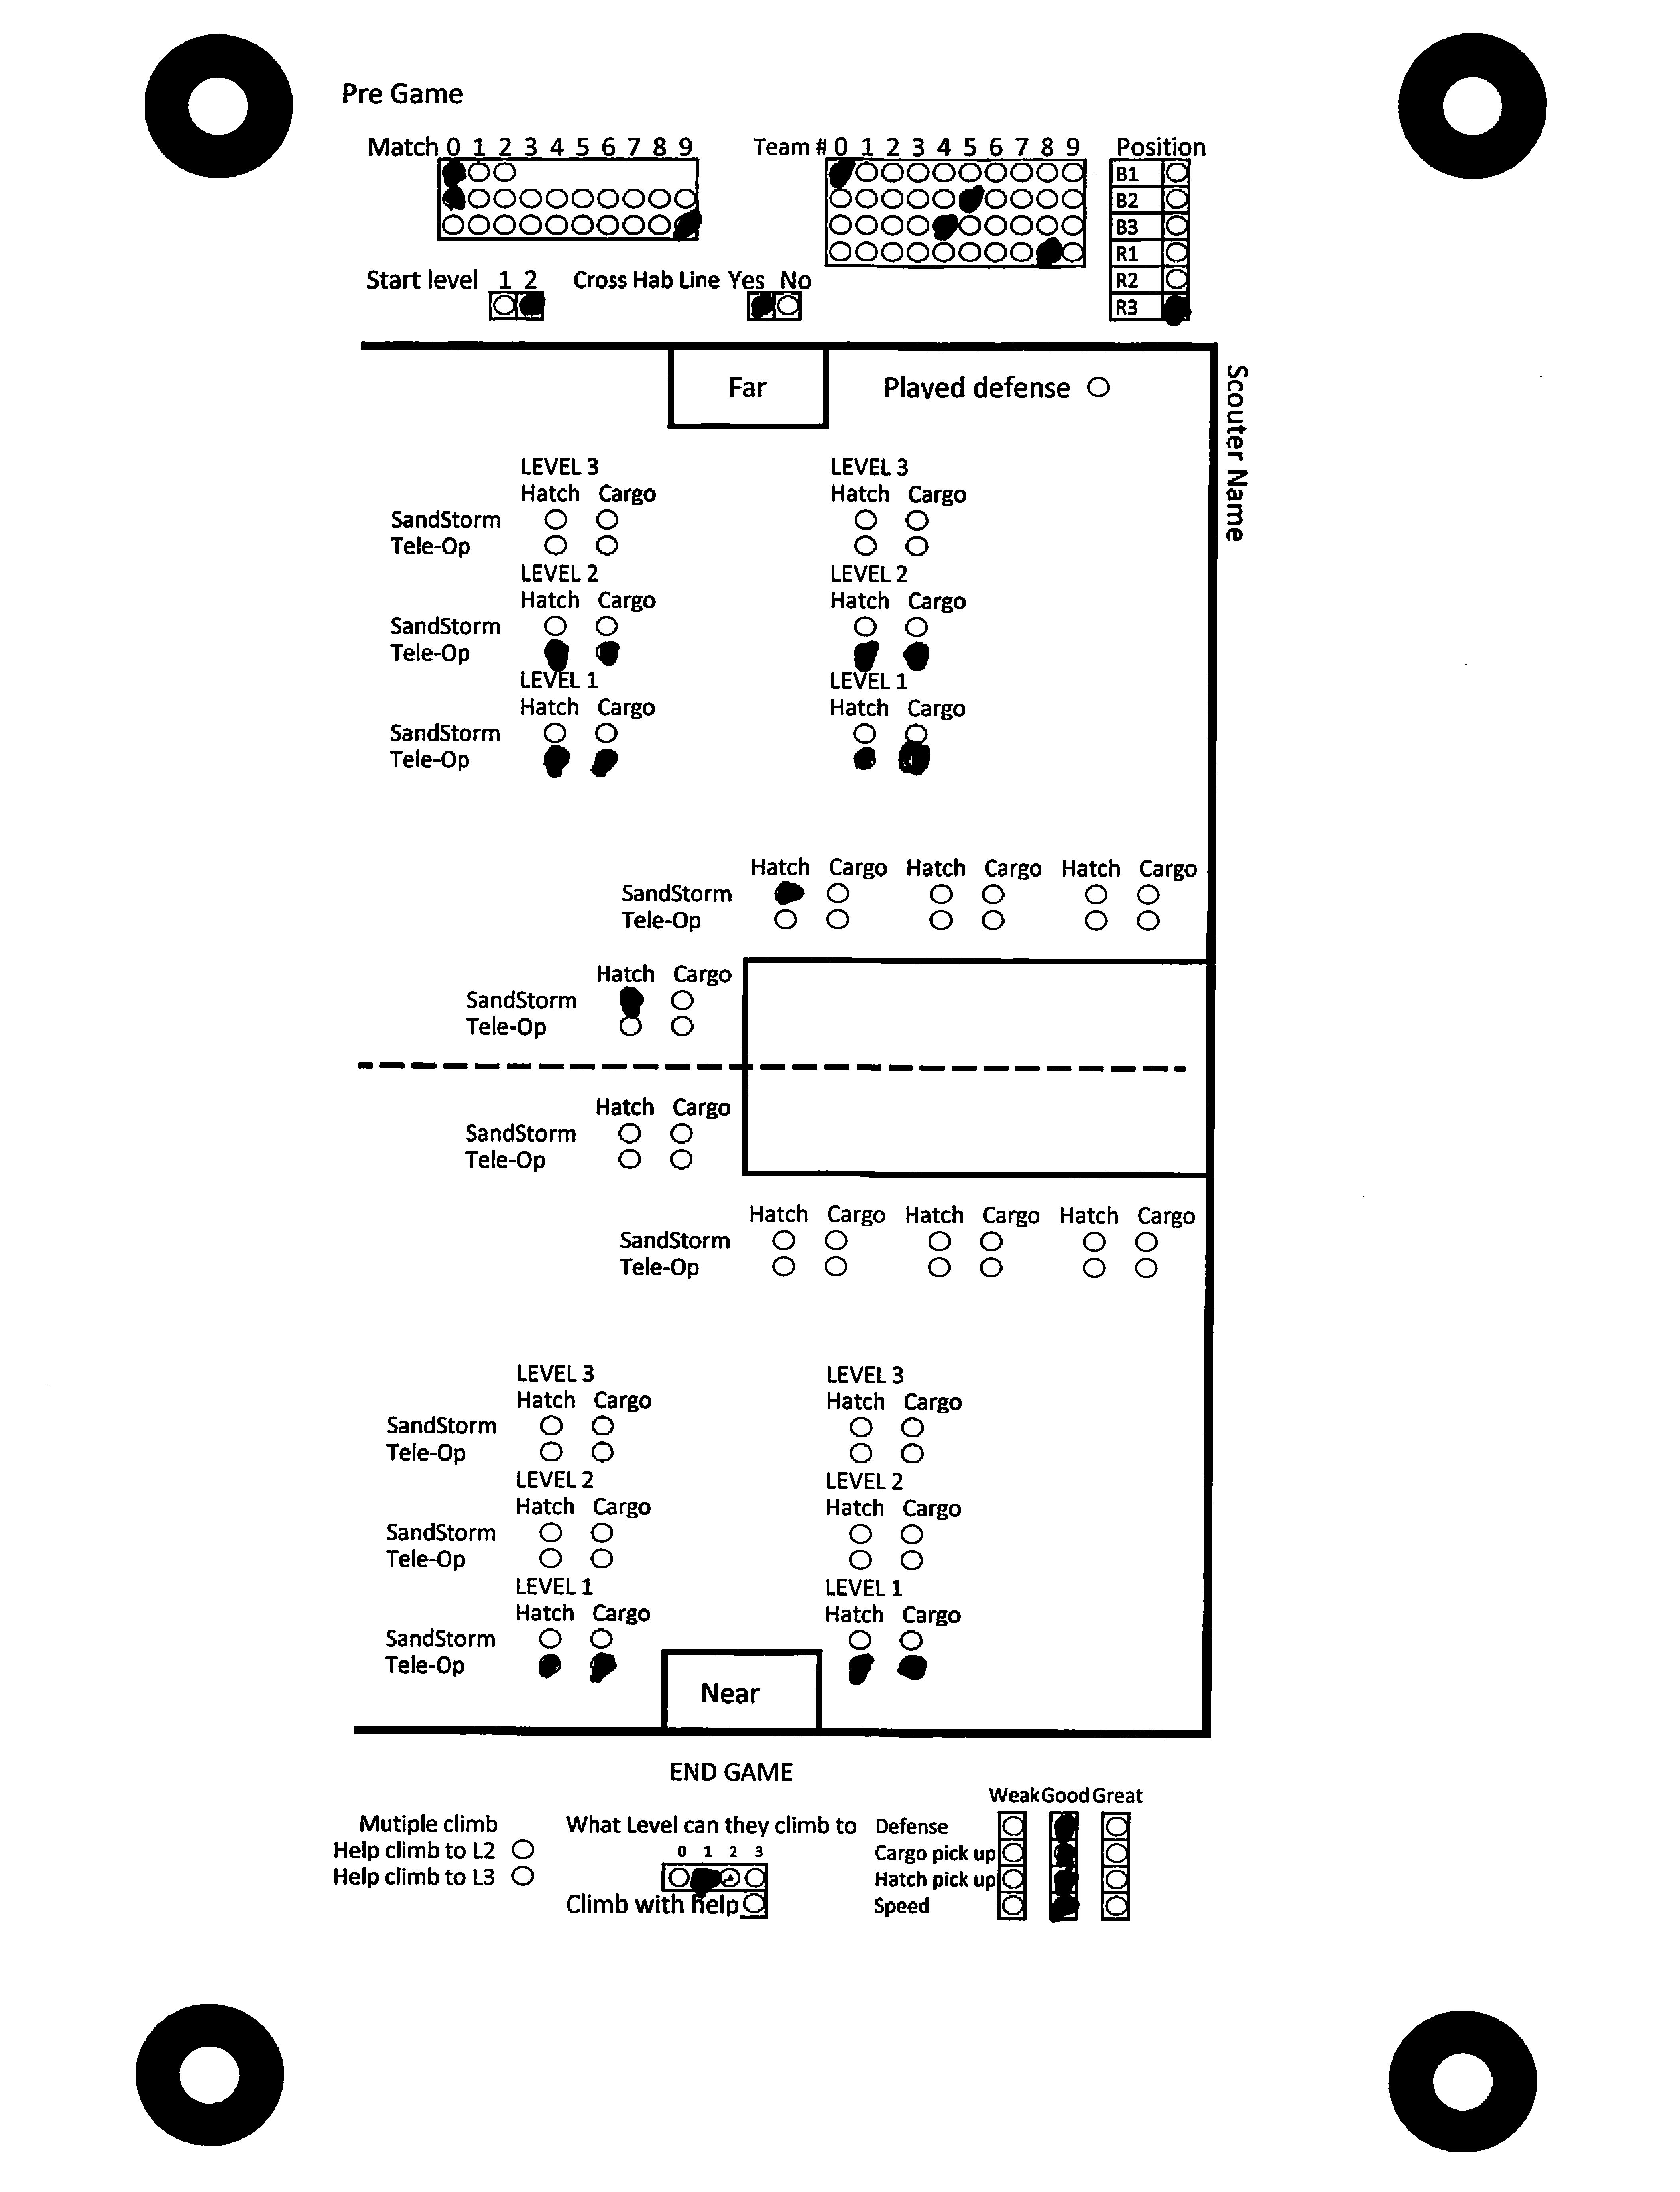 Pre Game
Match 0 1 2 3 4 5 6 7 8 9
Team # 0 1 2 3 4 5 6 7 8 9
Position
B1
B2
B3
R1
R2
R3
Start level 1 2
Cross Hab Line Yes No
Far
Played defense
Scouter Name
LEVEL 3 LEVEL 3
Hatch Cargo Hatch Cargo
SandStorm
Tele-Op
LEVEL 2 LEVEL 2
Hatch Cargo Hatch Cargo
SandStorm
Tele-Op
LEVEL 1 LEVEL 1
Hatch Cargo Hatch Cargo
SandStorm
Tele-Op
Hatch Cargo Hatch Cargo Hatch Cargo
SandStorm
Tele-Op
Hatch Cargo
SandStorm
Tele-Op
Hatch Cargo
SandStorm
Tele-Op
Hatch Cargo Hatch Cargo Hatch Cargo
SandStorm
Tele-Op
LEVEL 3 LEVEL 3
Hatch Cargo Hatch Cargo
SandStorm
Tele-Op
LEVEL 2 LEVEL 2
Hatch Cargo Hatch Cargo
SandStorm
Tele-Op
LEVEL 1 LEVEL 1
Hatch Cargo Hatch Cargo
SandStorm
Tele-Op
Near
END GAME
Mutiple climb
Help climb to L2
Help climb to L3
What Level can they climb to
0 1 2 3
Climb with help
Weak Good Great
Defense
Cargo pick up
Hatch pick up
Speed